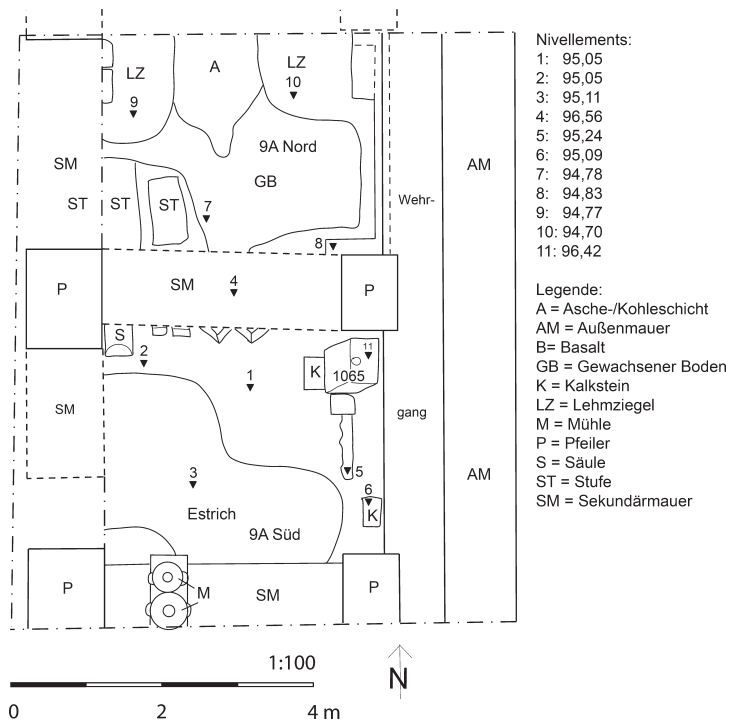 Nivellements:
1: 95,05
2: 95,05
3: 95,11
4: 96,56
5: 95,24
6: 95,09
7: 94,78
8: 94,83
9: 94,77
10: 94,70
11: 96,42
Legende:
A = Asche-/Kohleschicht
AM = Außenmauer
B= Basalt
GB = Gewachsener Boden
K = Kalkstein
LZ = Lehmziegel
M = Mühle
P = Pfeiler
S = Säule
ST = Stufe
SM = Sekundärmauer
LZ
A
LZ
9
10
9A Nord
SM
GB
AM
ST
ST
ST
7
Wehr-
8
P
SM
4
P
S
2
1
11
K
1065
SM
gang
3
5
6
AM
Estrich
K
9A Süd
P
M
SM
P
1:100
N
0
2
4 m